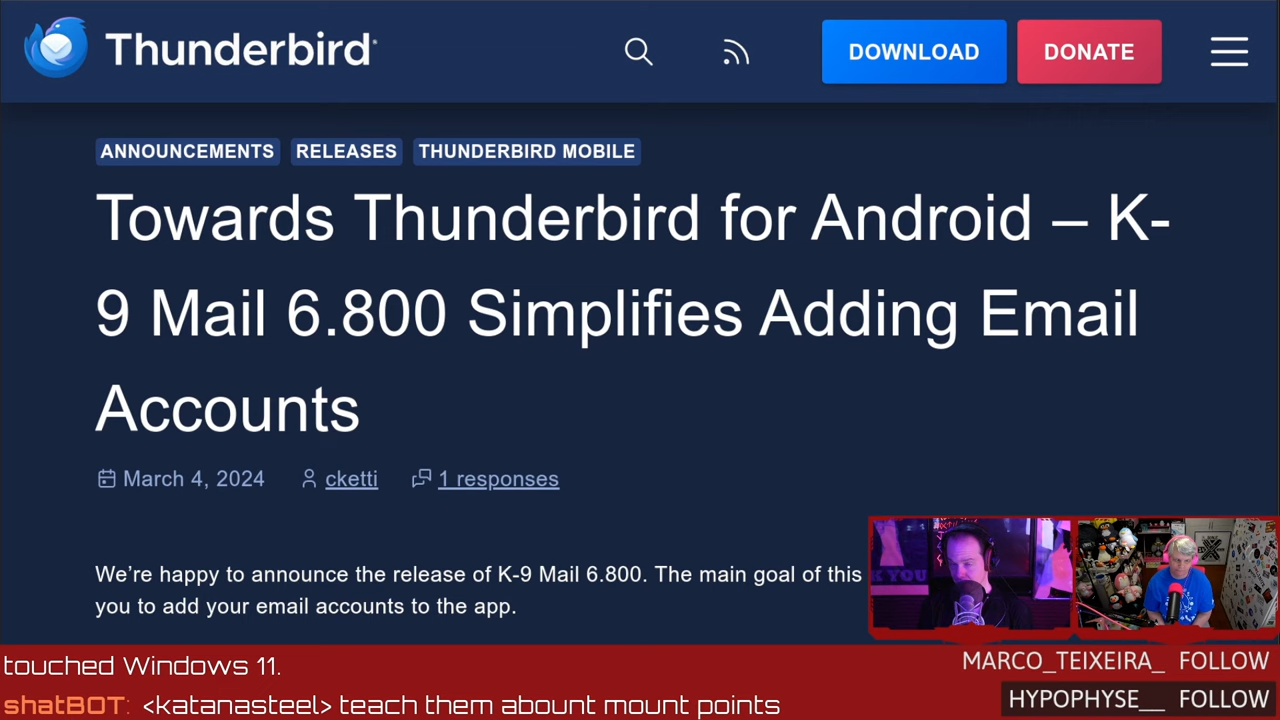 Thunderbird
DOWNLOAD
DONATE
ANNOUNCEMENTS RELEASES THUNDERBIRD MOBILE
Towards Thunderbird for Android – K-
9 Mail 6.800 Simplifies Adding Email
Accounts
March 4, 2024 cketti 1 responses
We're happy to announce the release of K-9 Mail 6.800. The main goal of this
you to add your email accounts to the app.
touched Windows 11.
shatBOT: <katanasteel> teach them abount mount points
MARCO_TEIXEIRA_ FOLLOW
HYPOPHYSE__ FOLLOW